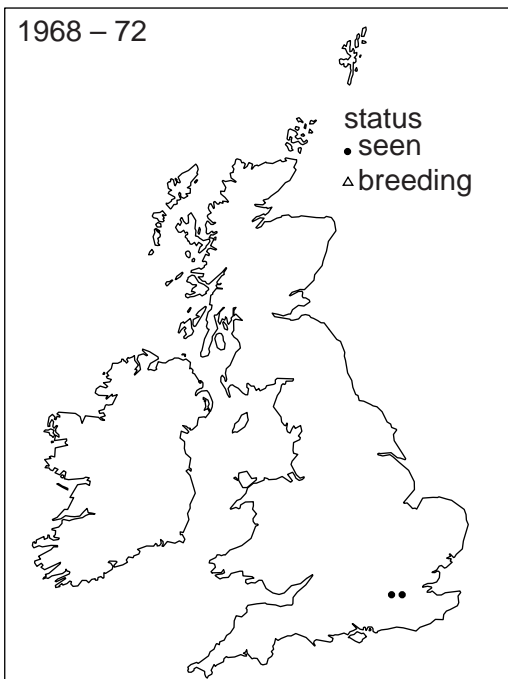 1968 – 72
status
seen
breeding